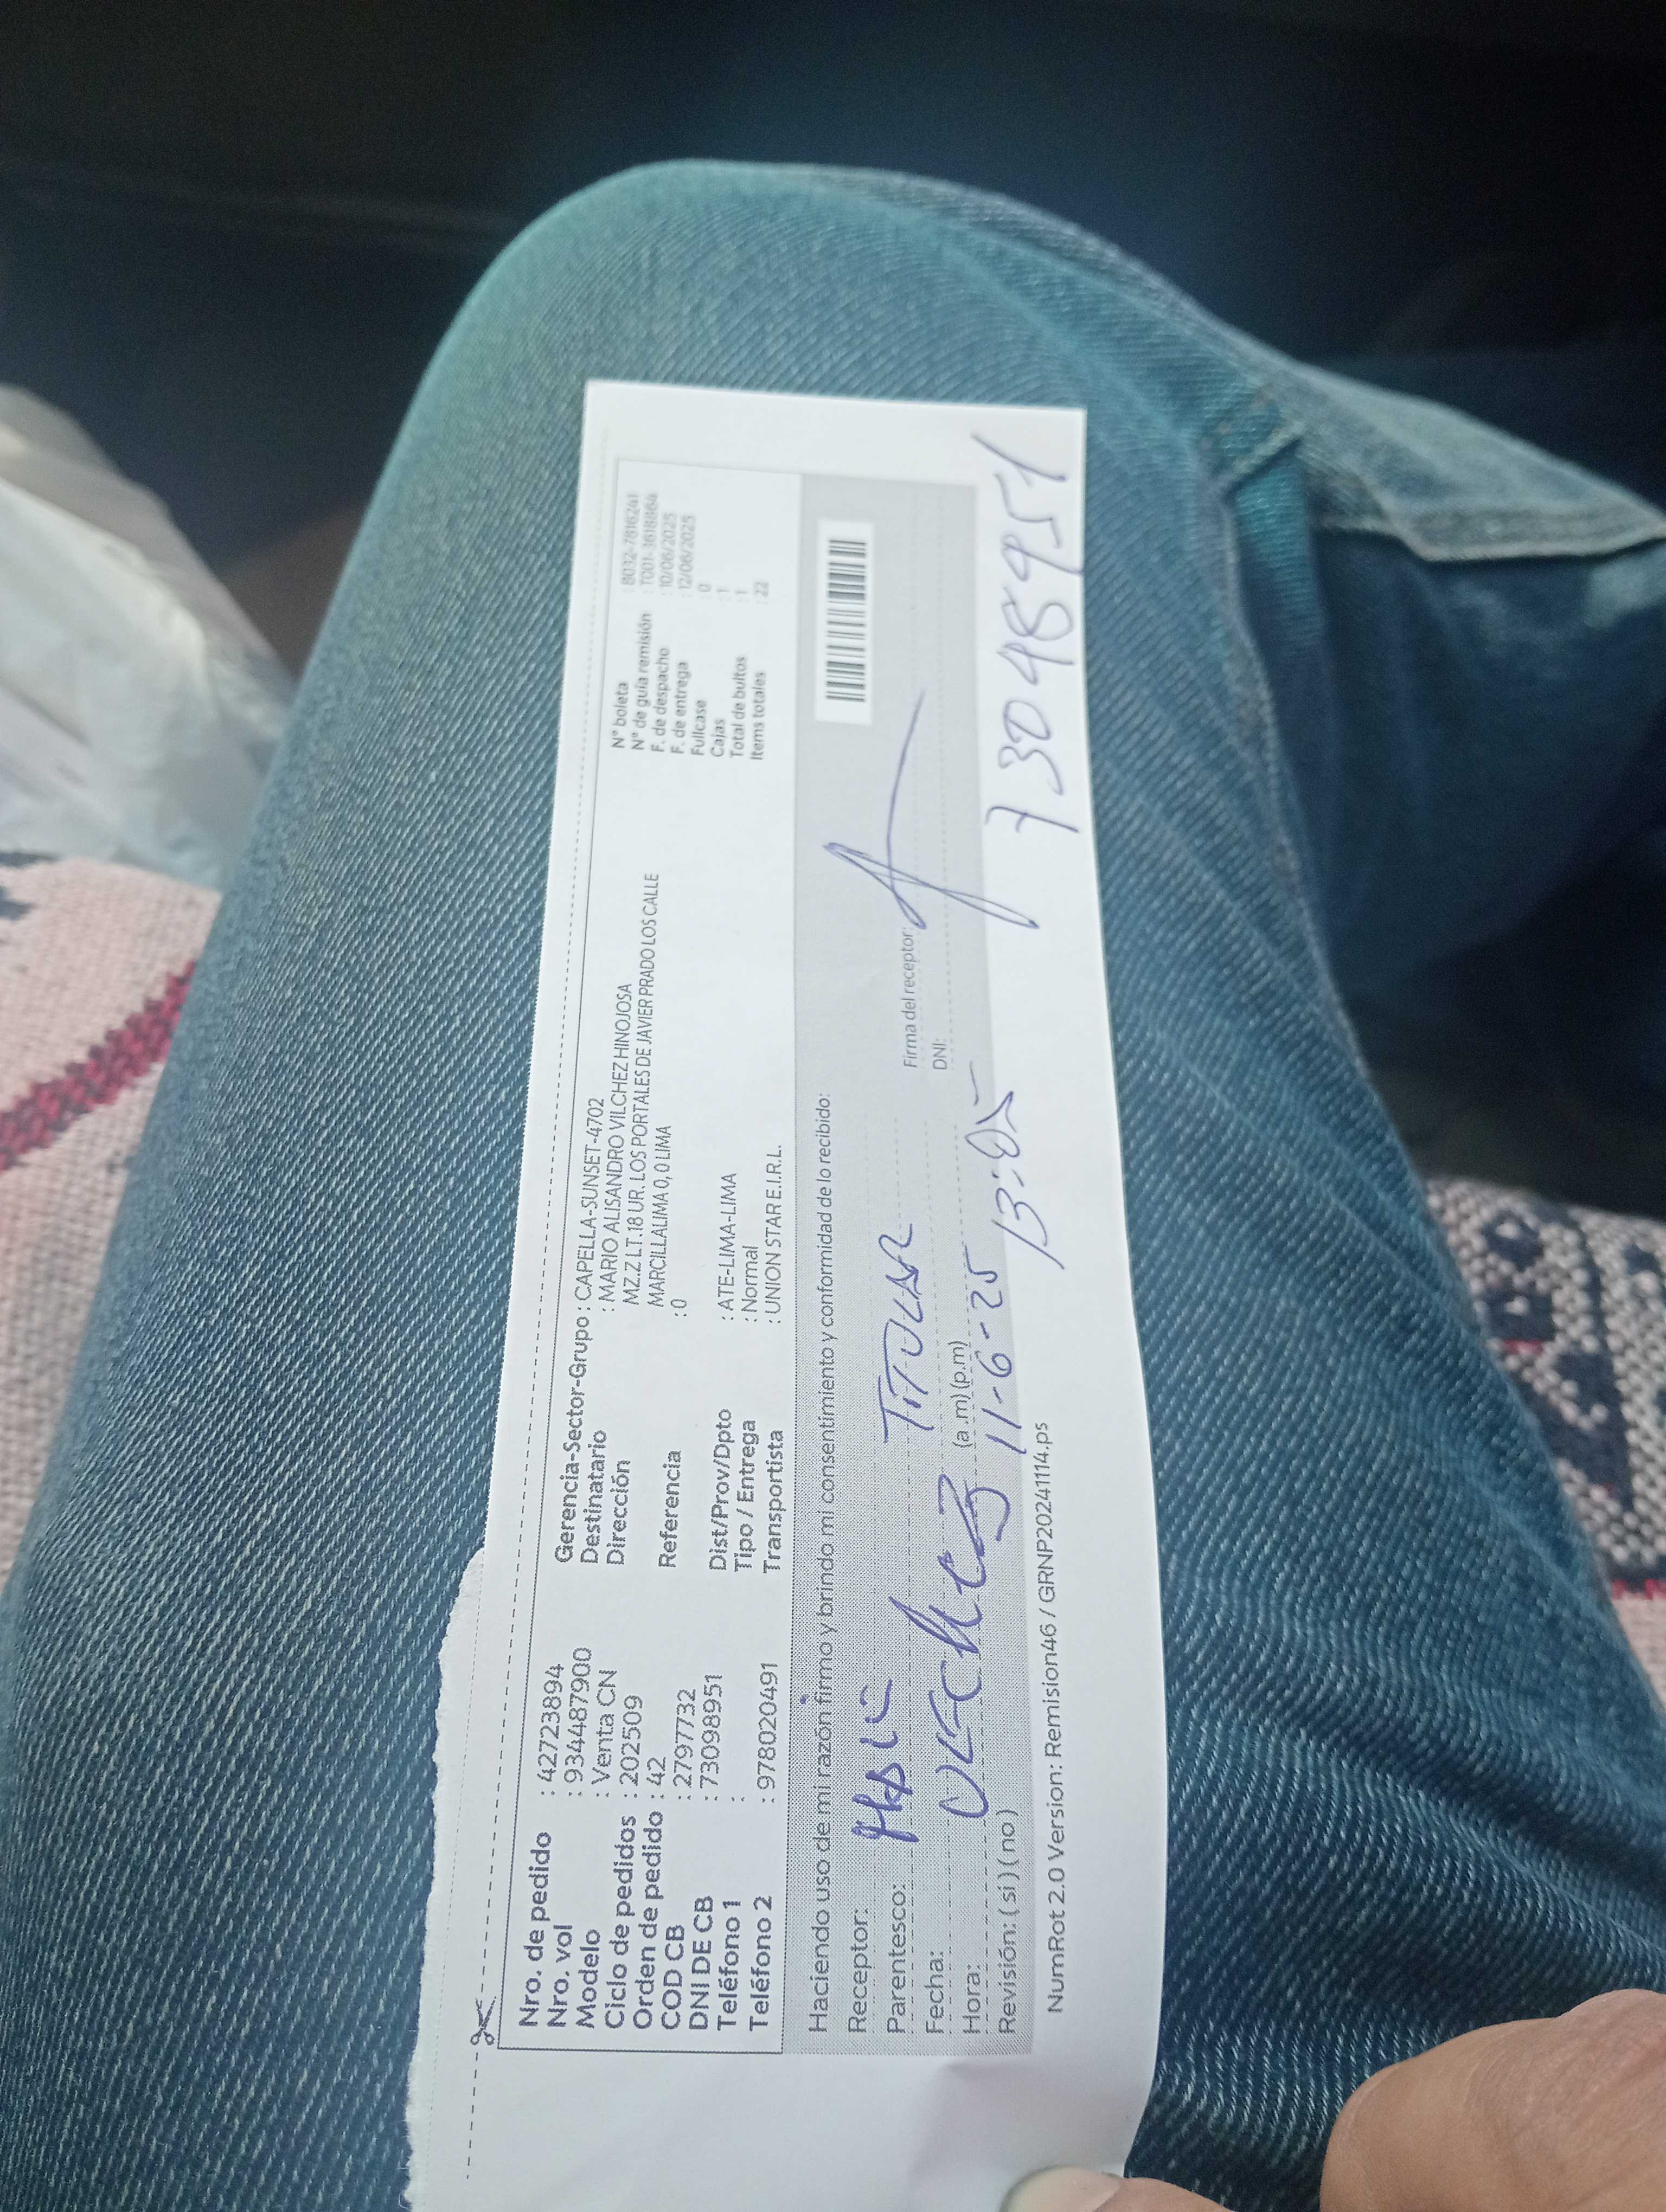 Nro. de pedido : 42723894
Nro. vol : 934487900
Modelo : Venta CN
Ciclo de pedidos : 202509
Orden de pedido : 42
COD CB : 2797732
DNI DE CB : 73098951
Teléfono 1 :
Teléfono 2 : 978020491
Gerencia-Sector-Grupo : CAPELLA-SUNSET-4702
Destinatario : MARIO ALISANDRO VILCHEZ HINOJOSA
Dirección MZ.Z LT.18 UR. LOS PORTALES DE JAVIER PRADO LOS CALLE
MARCILLALIMA 0, 0 LIMA
Referencia : 0
Dist/Prov/Dpto : ATE-LIMA-LIMA
Tipo / Entrega : Normal
Transportista : UNION STAR E.I.R.L.
N° boleta : B032-7816241
N° de guía remisión : T001-3618864
F. de despacho : 10/06/2025
F. de entrega : 12/06/2025
Fullcase 0
Cajas : 1
Total de bultos : 1
Items totales : 22
Haciendo uso de mi razón firmo y brindo mi consentimiento y conformidad de lo recibido:
Receptor: TITULAR
Parentesco:
Fecha: 11-6-25
Hora: (a .m) (p.m) 13:05
Revisión: ( si ) ( no )
Firma del receptor:
DNI: 73048951
NumRot 2.0 Version: Remision46 / GRNP20241114.ps